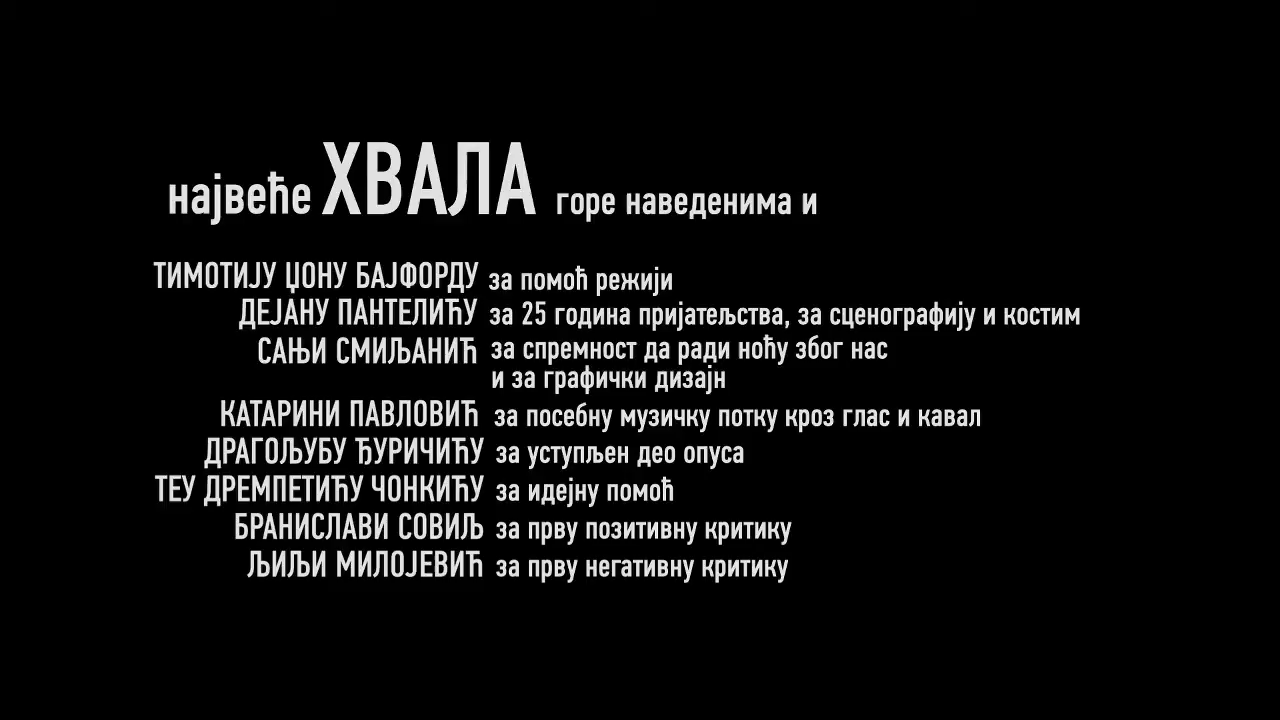 највеће ХВАЛА горе наведенима и
ТИМОТИЈУ ЏОНУ БАЈФОРДУ за помоћ режији
ДЕЈАНУ ПАНТЕЛИЋУ за 25 година пријатељства, за сценографију и костим
САЊИ СМИЉАНИЋ за спремност да ради ноћу због нас
и за графички дизајн
КАТАРИНИ ПАВЛОВИЋ за посебну музичку потку кроз глас и кавал
ДРАГОЉУБУ ЂУРИЧИЋУ за уступљен део опуса
ТЕУ ДРЕМПЕТИЋУ ЧОНКИЋУ за идејну помоћ
БРАНИСЛАВИ СОВИЉ за прву позитивну критику
ЉИЉИ МИЛОЈЕВИЋ за прву негативну критику